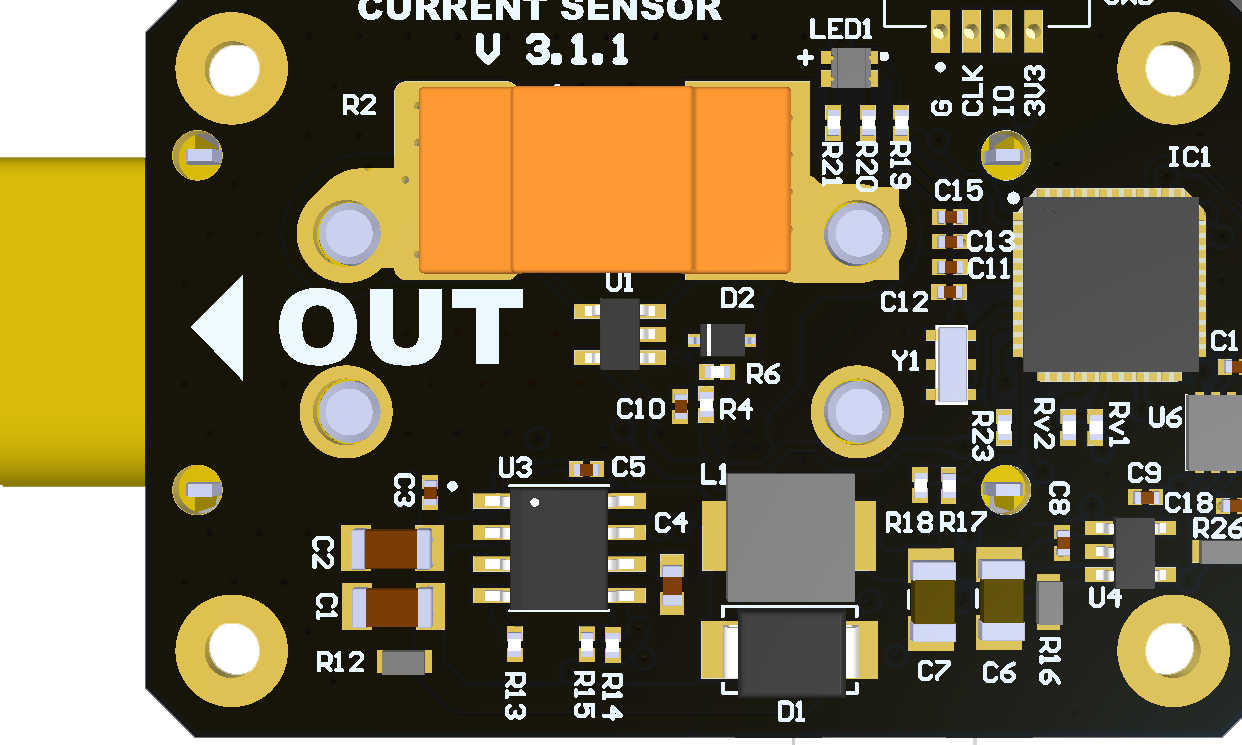 CURRENT SENSOR
V 3.1.1
LED1
+
G CLK IO 3V3
R2
R21 R20 R19
IC1
C15
C13
C11
C12
U1
D2
OUT
Y1
C1
R6
C10 R4
R23 Rv2 Rv1
U6
U3 C5
L1
C3
C9
C8
C18
C4
R18 R17
R26
C2
C1
U4
R12
C7 C6 R16
R13 R15 R14
D1